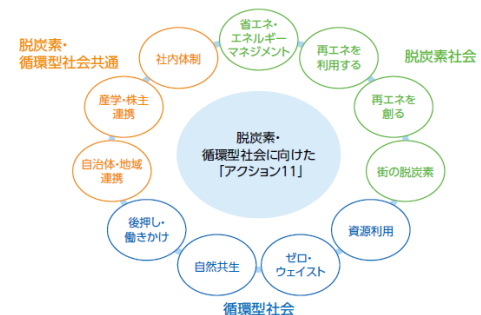 脱炭素・
循環型社会共通
社内体制
産学・株主
連携
自治体・地域
連携
省エネ・
エネルギー
マネジメント
再エネを
利用する
脱炭素社会
再エネを
創る
街の脱炭素
脱炭素・
循環型社会に向けた
「アクション11」
後押し・
働きかけ
自然共生
ゼロ・
ウェイスト
資源利用
循環型社会